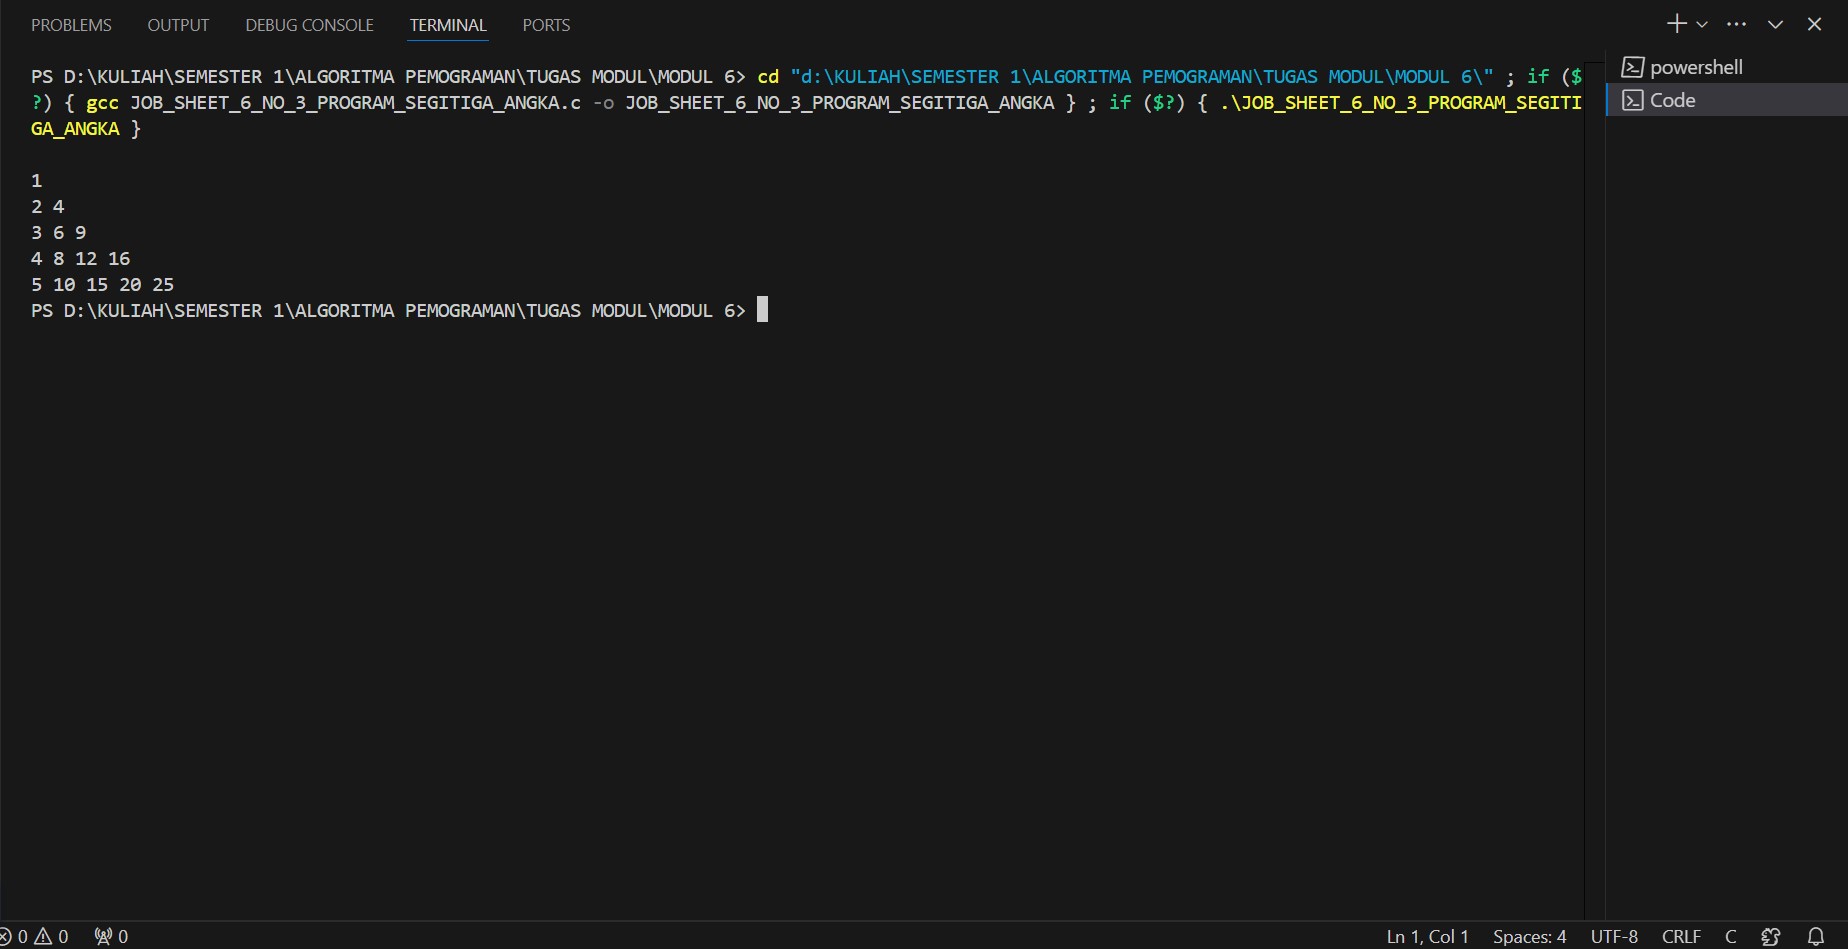 PROBLEMS OUTPUT DEBUG CONSOLE TERMINAL PORTS
PS D:\KULIAH\SEMESTER 1\ALGORITMA PEMOGRAMAN\TUGAS MODUL\MODUL 6> cd "d:\KULIAH\SEMESTER 1\ALGORITMA PEMOGRAMAN\TUGAS MODUL\MODUL 6\" ; if ($
?) { gcc JOB_SHEET_6_NO_3_PROGRAM_SEGITIGA_ANGKA.c -o JOB_SHEET_6_NO_3_PROGRAM_SEGITIGA_ANGKA } ; if ($?) { .\JOB_SHEET_6_NO_3_PROGRAM_SEGITI
GA_ANGKA }
1
2 4
3 6 9
4 8 12 16
5 10 15 20 25
PS D:\KULIAH\SEMESTER 1\ALGORITMA PEMOGRAMAN\TUGAS MODUL\MODUL 6>
powershell
Code
0 0 0 Ln 1, Col 1 Spaces: 4 UTF-8 CRLF C